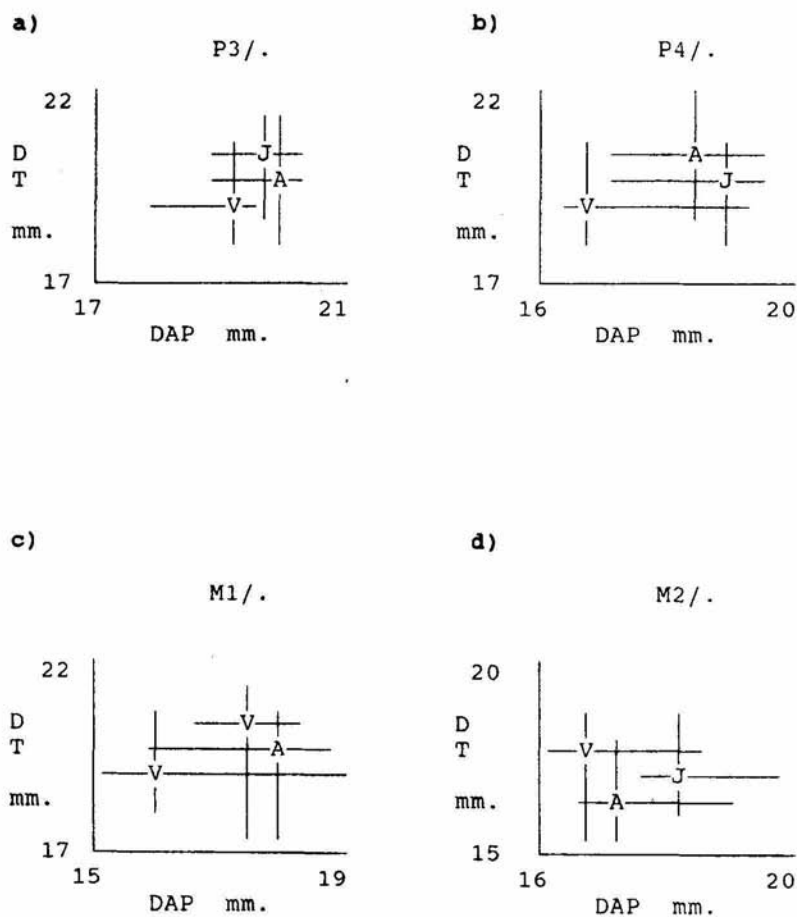 a)
P3/.
22
D
J
T
A
V
mm.
17
17 21
DAP mm.
b)
P4/.
22
D
A
T
J
V
mm.
17
16 20
DAP mm.
c)
M1/.
22
D
V
T
A
V
mm.
17
15 19
DAP mm.
d)
M2/.
20
D
T
V
J
mm.
A
15
16 20
DAP mm.